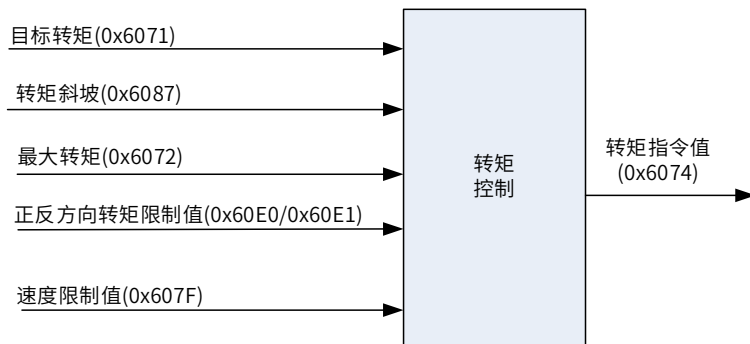 目标转矩(0x6071)
转矩斜坡(0x6087)
最大转矩(0x6072)
正反方向转矩限制值(0x60E0/0x60E1)
速度限制值(0x607F)
转矩
控制
转矩指令值
(0x6074)